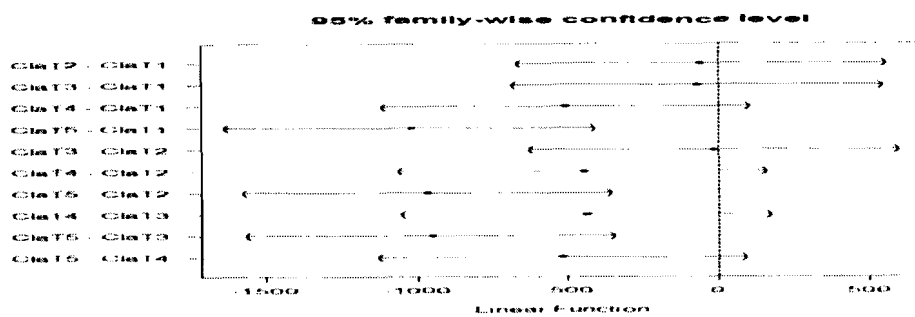 95% family-wise confidence level
ClaT2 - ClaT1
ClaT3 - ClaT1
ClaT4 - ClaT1
ClaT5 - ClaT1
ClaT3 - ClaT2
ClaT4 - ClaT2
ClaT5 - ClaT2
ClaT4 - ClaT3
ClaT5 - ClaT3
ClaT5 - ClaT4
-1500 -1000 -500 0 500
Linear Function